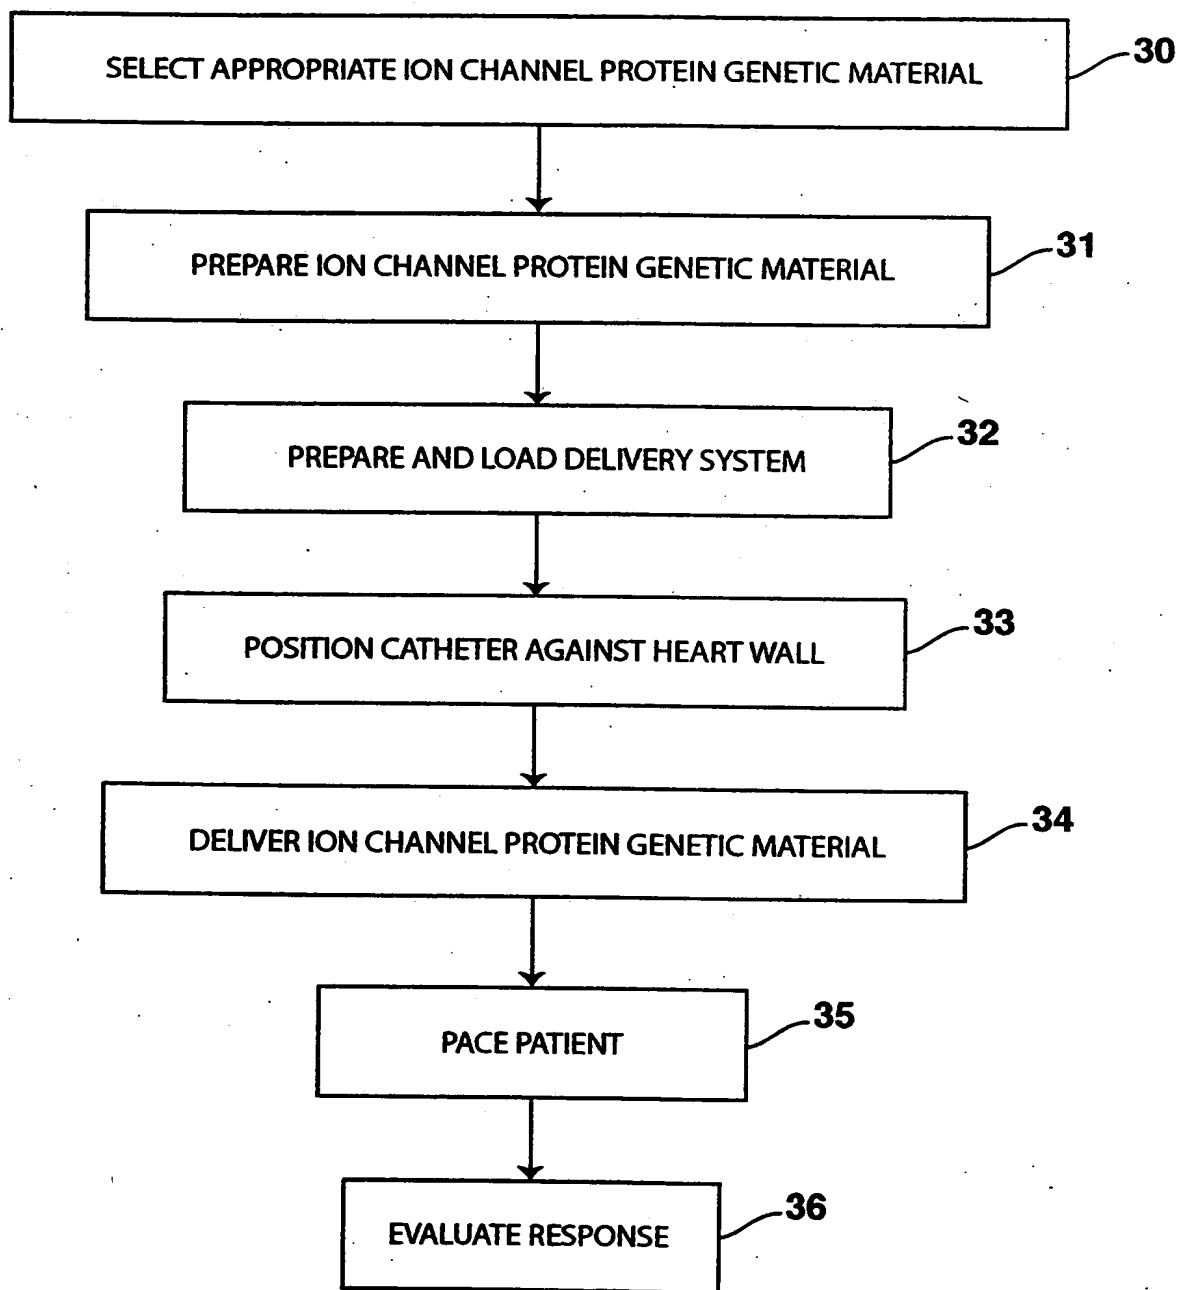 SELECT APPROPRIATE ION CHANNEL PROTEIN GENETIC MATERIAL
30
PREPARE ION CHANNEL PROTEIN GENETIC MATERIAL
31
PREPARE AND LOAD DELIVERY SYSTEM
32
POSITION CATHETER AGAINST HEART WALL
33
DELIVER ION CHANNEL PROTEIN GENETIC MATERIAL
34
PACE PATIENT
35
EVALUATE RESPONSE
36